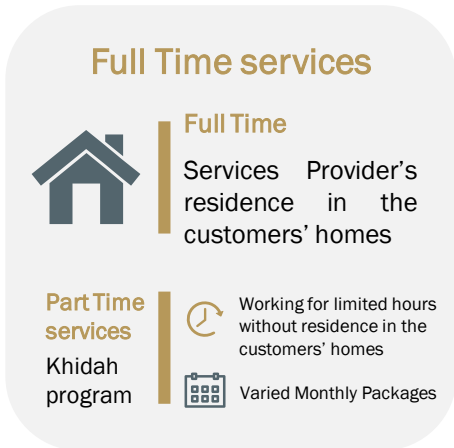 Full Time services
Full Time
Services Provider's
residence in the
customers' homes
Part Time
services
Khidah
program
Working for limited hours
without residence in the
customers' homes
Varied Monthly Packages